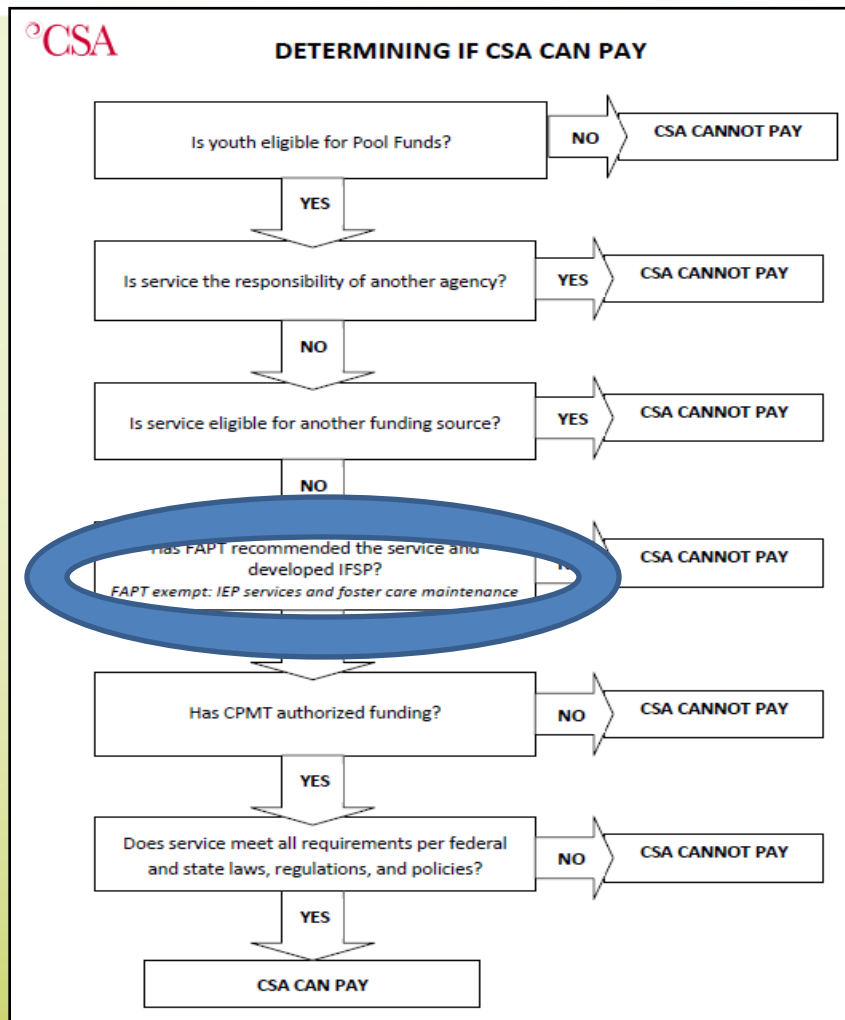 CSA
DETERMINING IF CSA CAN PAY
Is youth eligible for Pool Funds?
NO
CSA CANNOT PAY
YES
Is service the responsibility of another agency?
YES
CSA CANNOT PAY
NO
Is service eligible for another funding source?
YES
CSA CANNOT PAY
NO
Has FAPT recommended the service and
developed IFSP?
FAPT exempt: IEP services and foster care maintenance
CSA CANNOT PAY
Has CPMT authorized funding?
NO
CSA CANNOT PAY
YES
Does service meet all requirements per federal
and state laws, regulations, and policies?
NO
CSA CANNOT PAY
YES
CSA CAN PAY